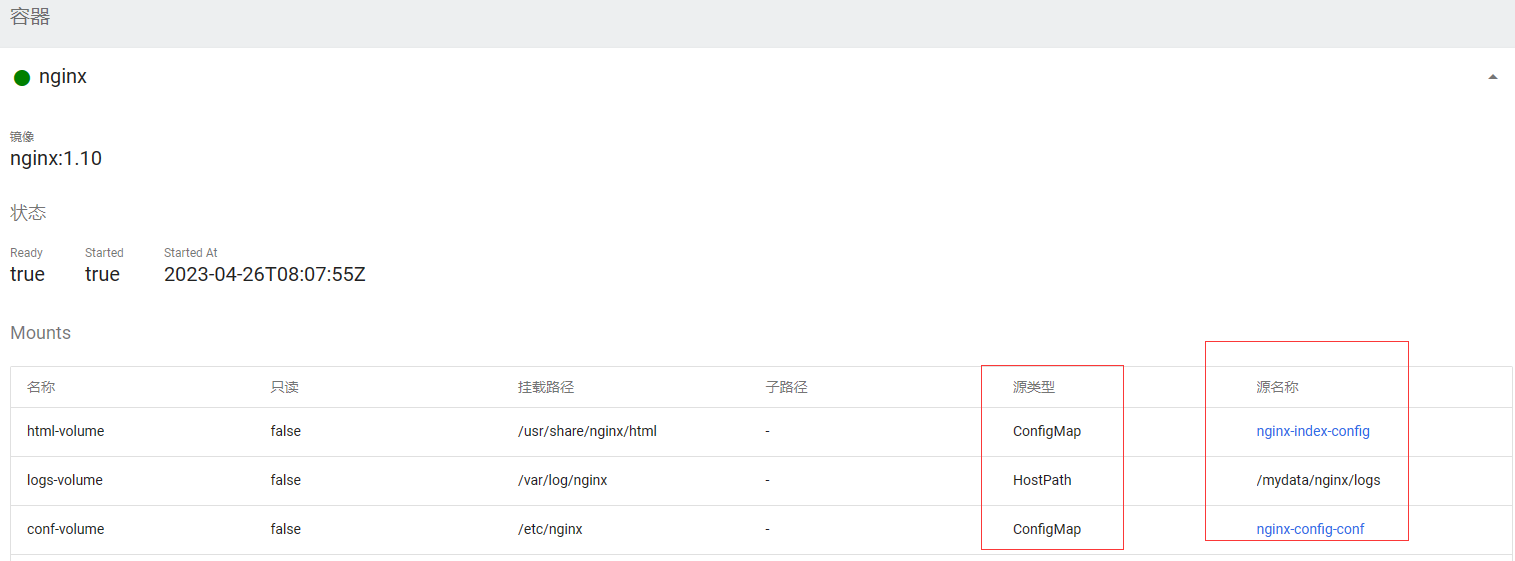 容器
nginx
镜像
nginx:1.10
状态
Ready Started Started At
true true 2023-04-26T08:07:55Z
Mounts
名称 只读 挂载路径 子路径 源类型 源名称
html-volume false /usr/share/nginx/html - ConfigMap nginx-index-config
logs-volume false /var/log/nginx - HostPath /mydata/nginx/logs
conf-volume false /etc/nginx - ConfigMap nginx-config-conf